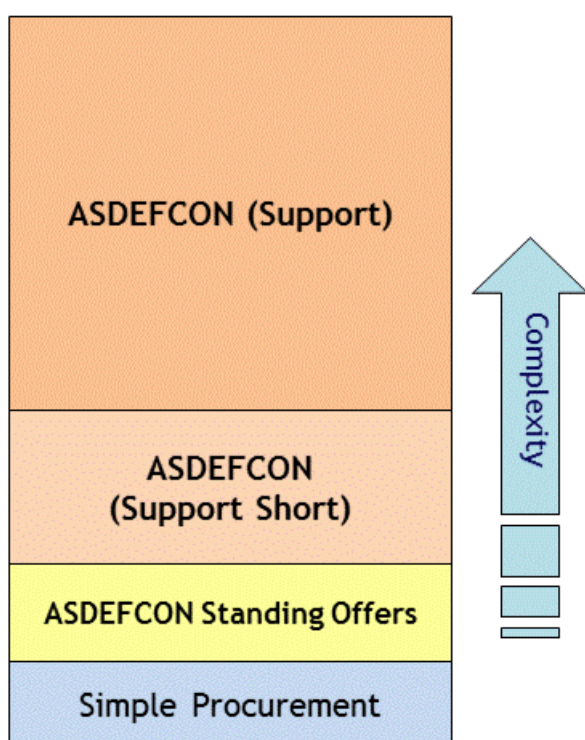 ASDEFCON (Support)
Complexity
ASDEFCON
(Support Short)
ASDEFCON Standing Offers
Simple Procurement